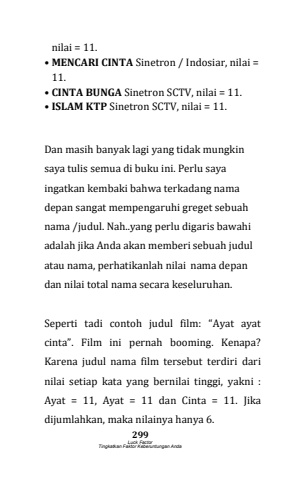 nilai = 11.
• MENCARI CINTA Sinetron / Indosiar, nilai =
11.
• CINTA BUNGA Sinetron SCTV, nilai = 11.
• ISLAM KTP Sinetron SCTV, nilai = 11.
Dan masih banyak lagi yang tidak mungkin
saya tulis semua di buku ini. Perlu saya
ingatkan kembaki bahwa terkadang nama
depan sangat mempengaruhi greget sebuah
nama /judul. Nah..yang perlu digaris bawahi
adalah jika Anda akan memberi sebuah judul
atau nama, perhatikanlah nilai nama depan
dan nilai total nama secara keseluruhan.
Seperti tadi contoh judul film: “Ayat ayat
cinta”. Film ini pernah booming. Kenapa?
Karena judul nama film tersebut terdiri dari
nilai setiap kata yang bernilai tinggi, yakni :
Ayat = 11, Ayat = 11 dan Cinta = 11. Jika
dijumlahkan, maka nilainya hanya 6.
299
Luck Factor
Tingkatkan Faktor Keberuntungan Anda